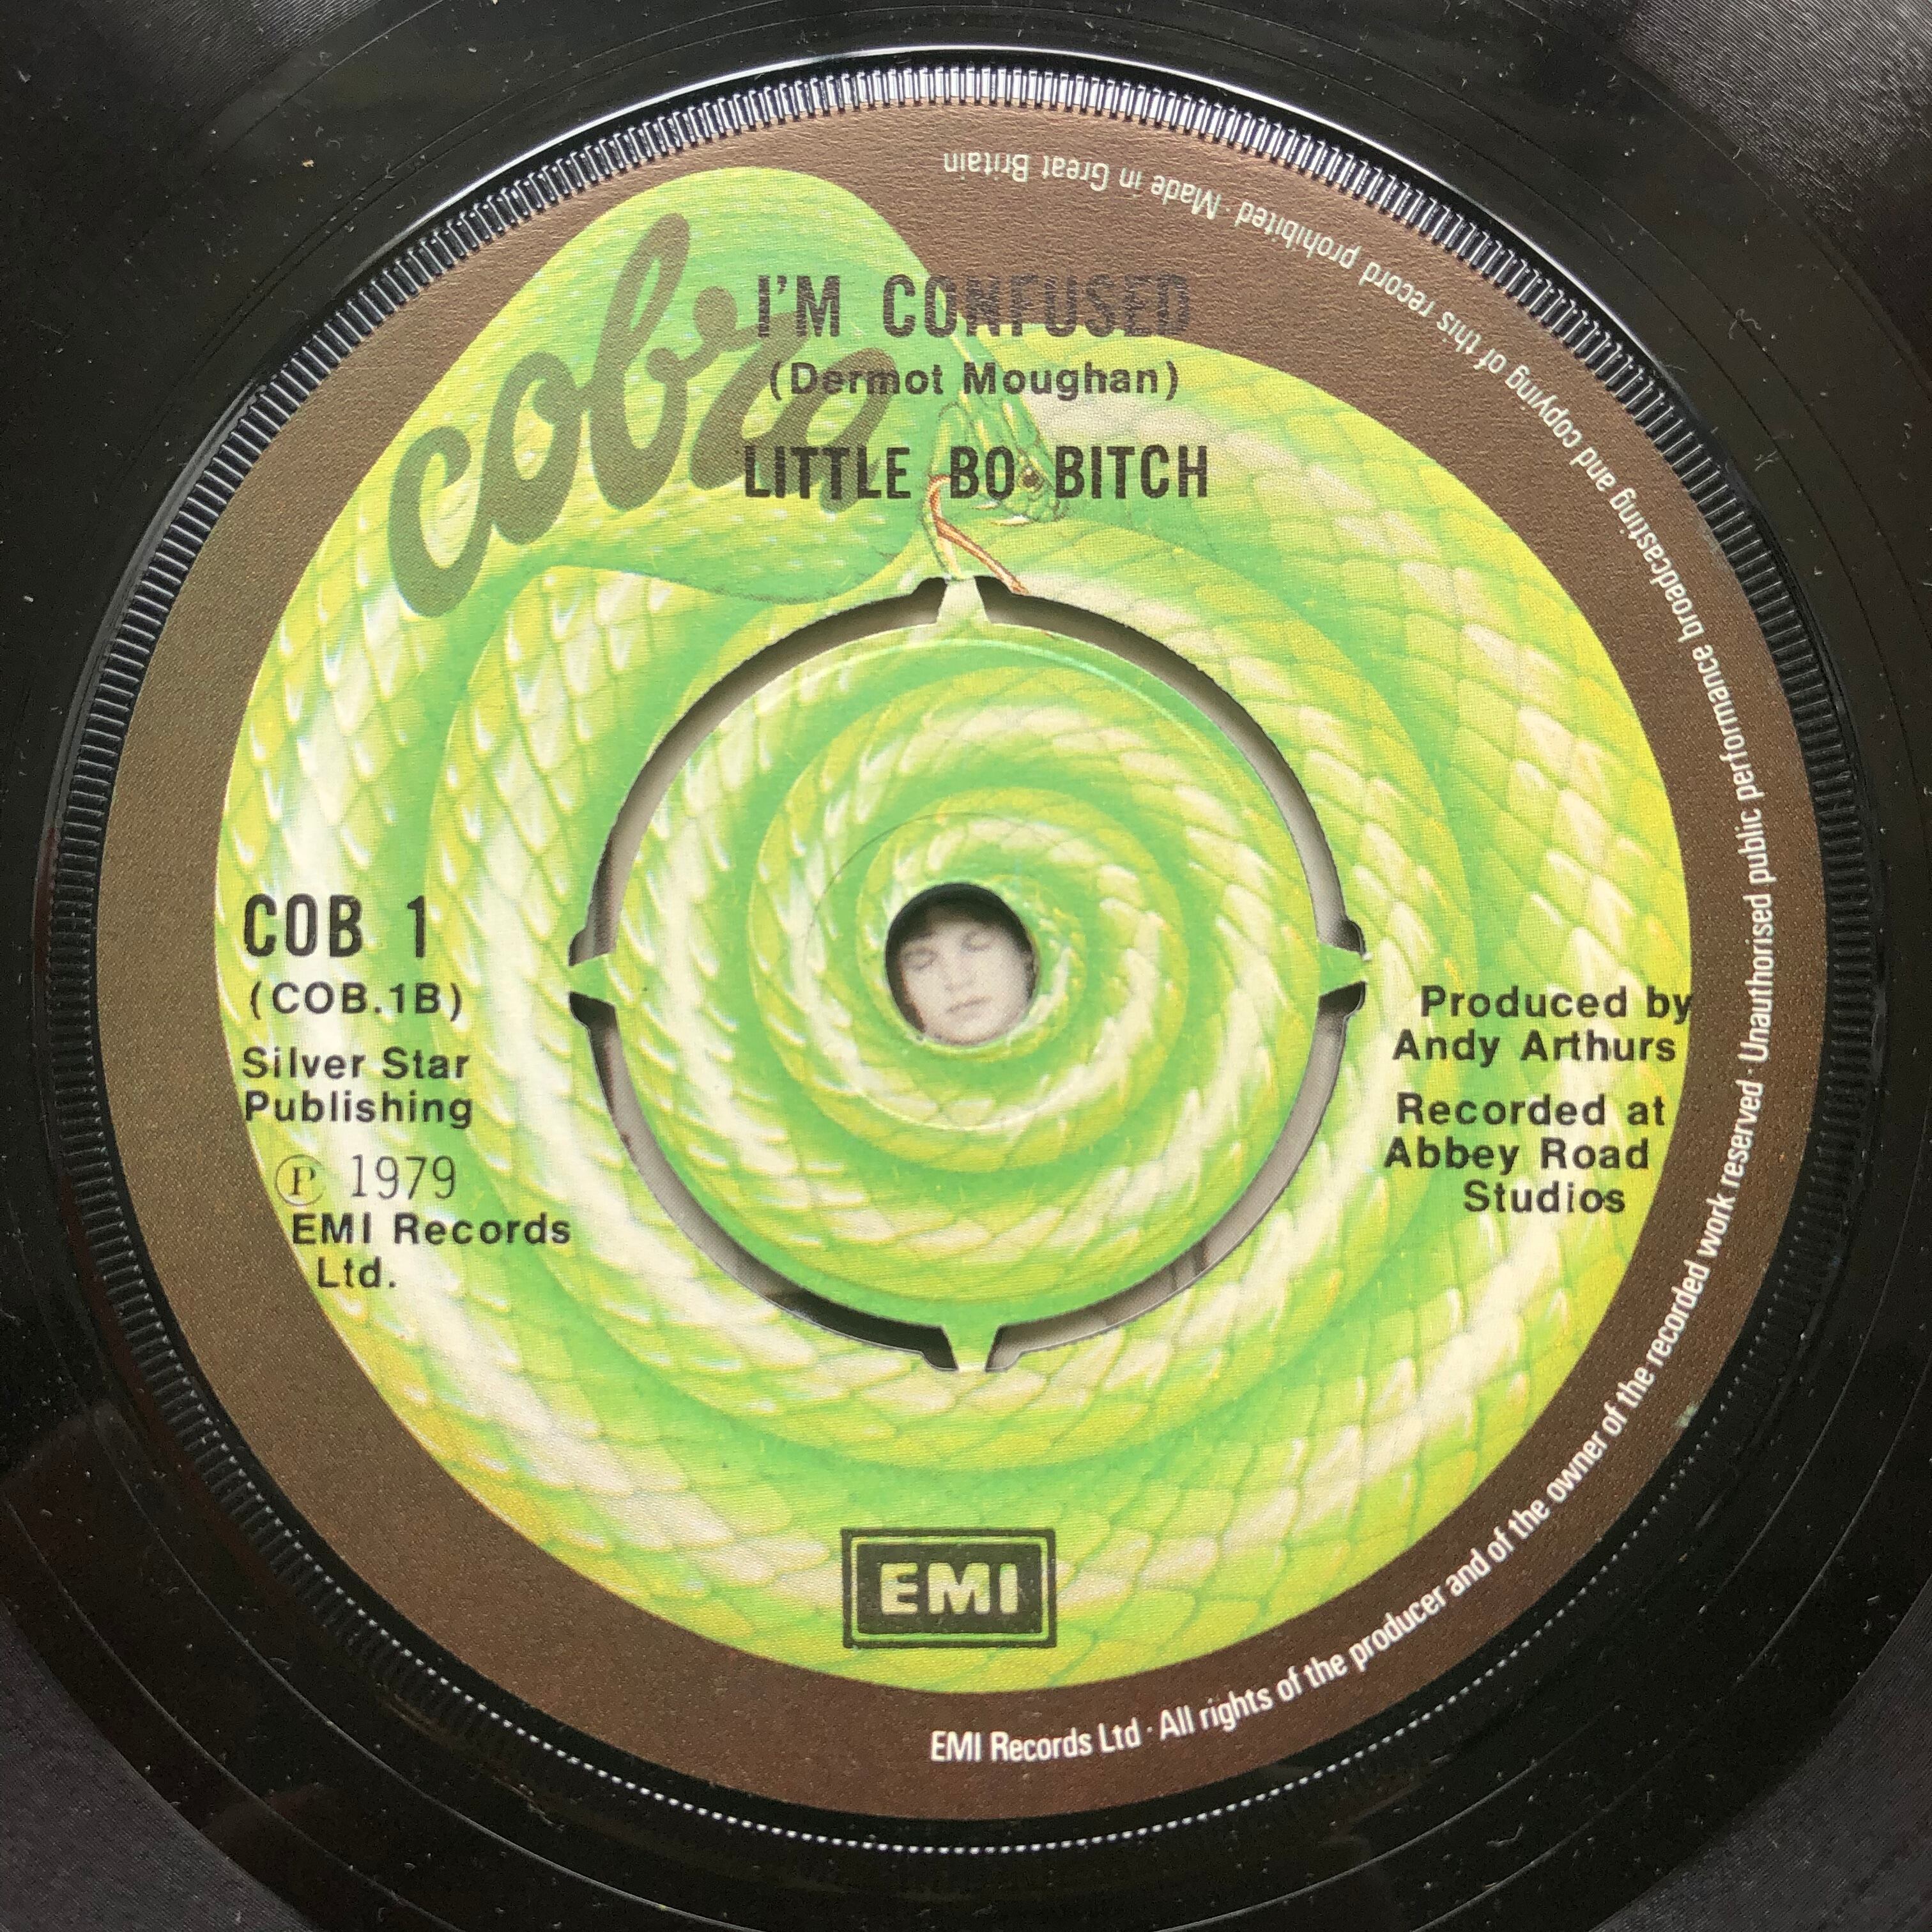 cobra
I'M CONFUSED
(Dermot Moughan)
LITTLE BO BITCH
COB 1
(COB.1B)
Silver Star
Publishing
Ⓟ 1979
EMI Records
Ltd.
Produced by
Andy Arthurs
Recorded at
Abbey Road
Studios
EMI
EMI Records Ltd · All rights of the producer and of the owner of the recorded work reserved · Unauthorised public performance broadcasting and copying of this record prohibited · Made in Great Britain